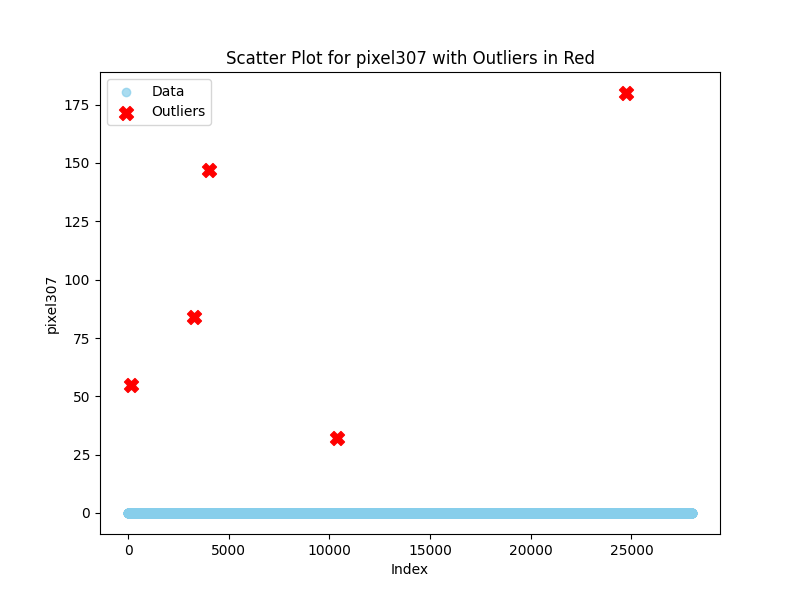 Scatter Plot for pixel307 with Outliers in Red
Data
Outliers
175
150
125
100
75
50
25
0
pixel307
0 5000 10000 15000 20000 25000
Index